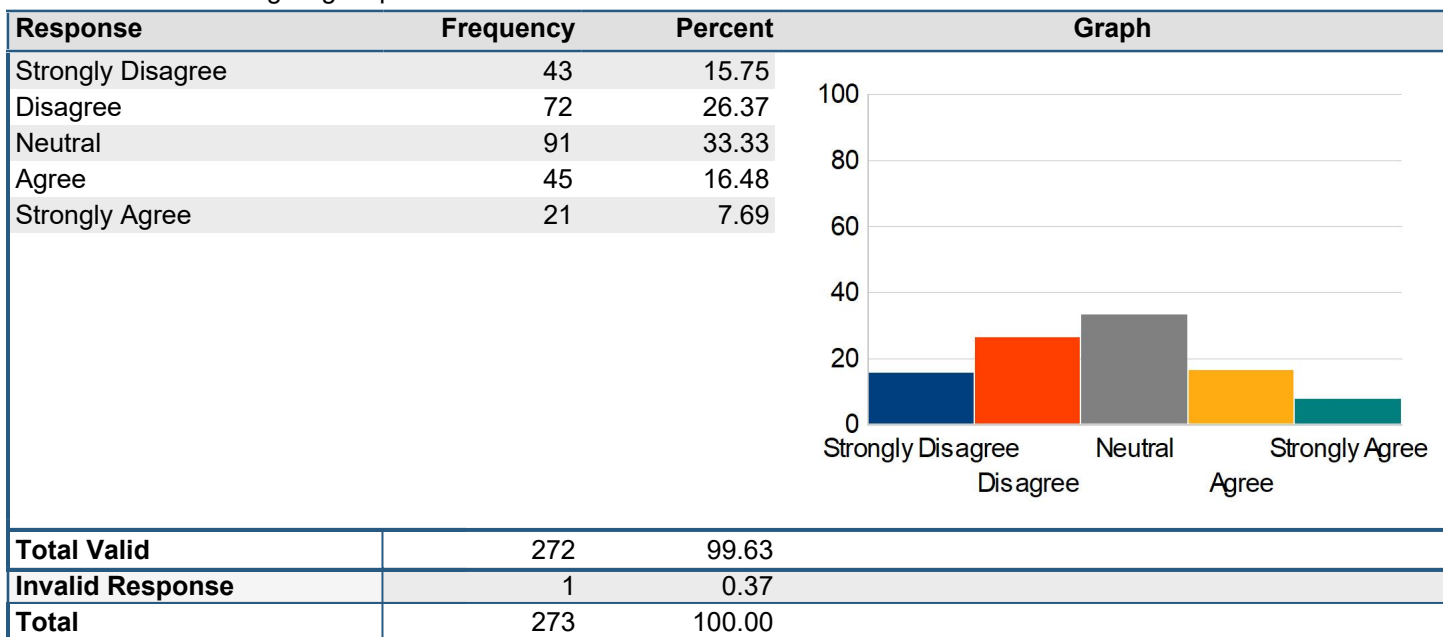 Response Frequency Percent Graph
Strongly Disagree 43 15.75
Disagree 72 26.37
Neutral 91 33.33
Agree 45 16.48
Strongly Agree 21 7.69
100
80
60
40
20
0
Strongly Disagree Neutral Strongly Agree
Disagree Agree
Total Valid 272 99.63
Invalid Response 1 0.37
Total 273 100.00